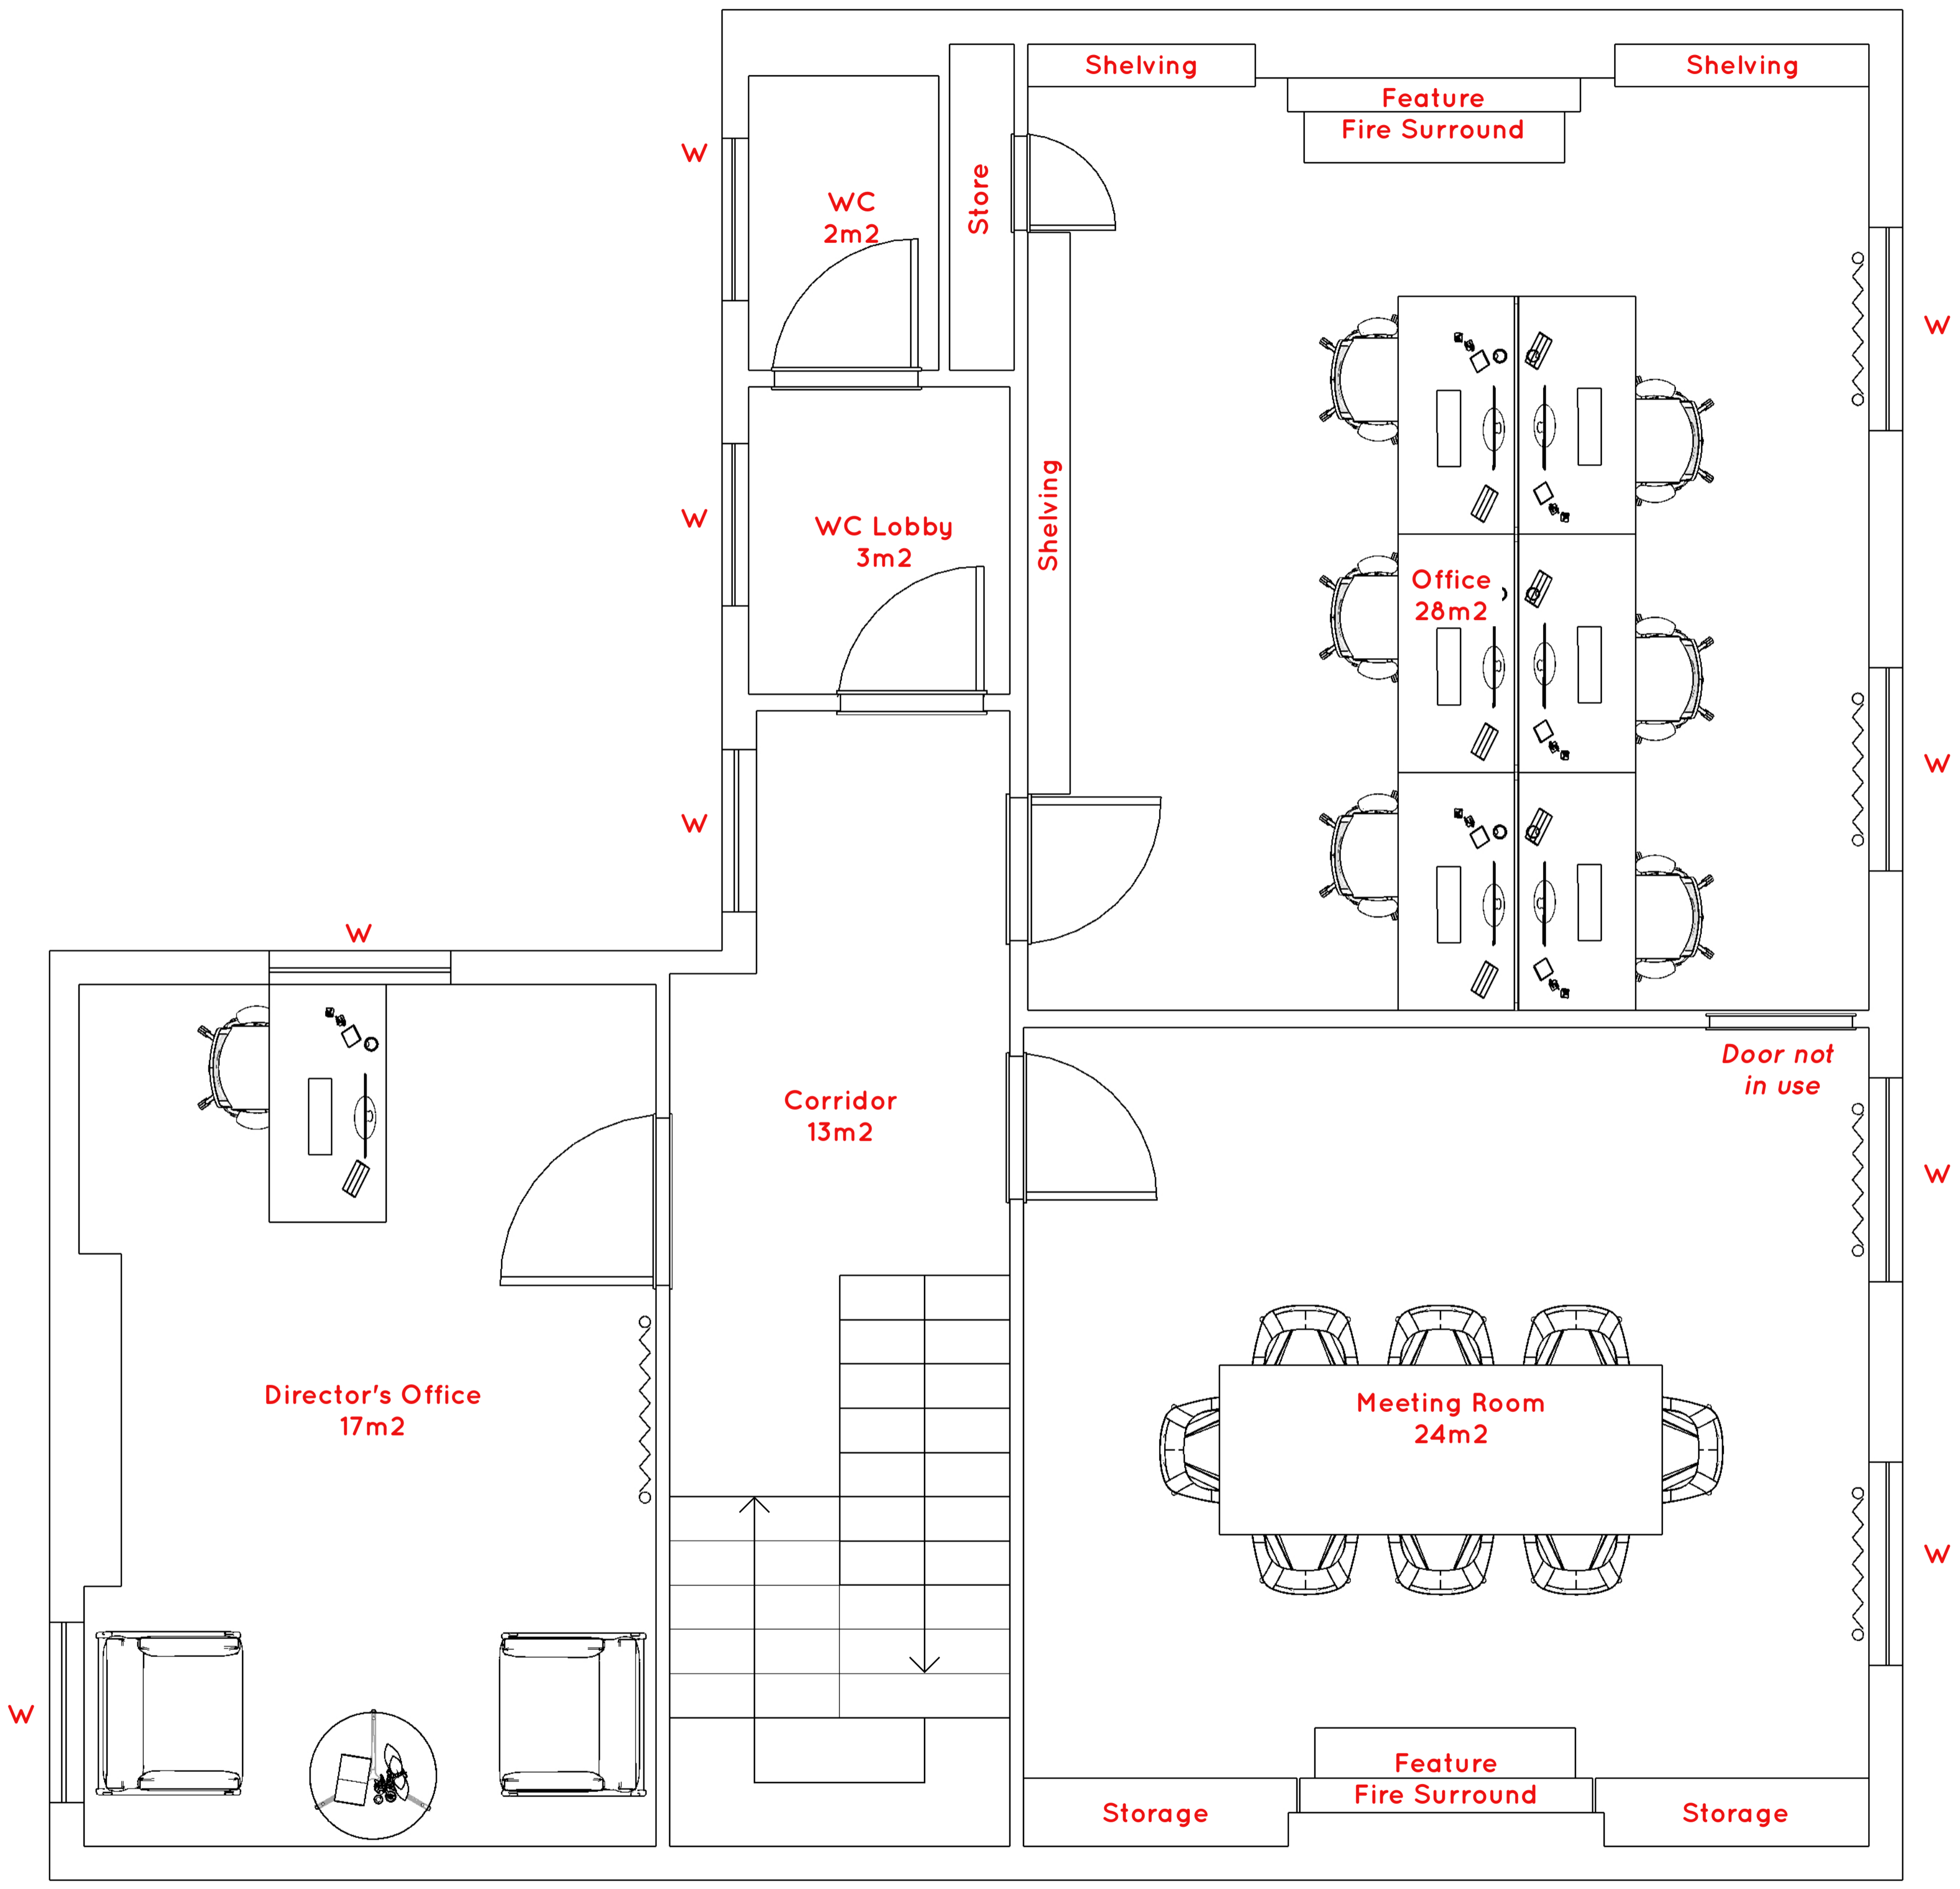 Shelving
Shelving
Feature
Fire Surround
W
WC
2m2
Store
W
W
WC Lobby
3m2
Shelving
Office
28m2
W
W
W
Door not
in use
Corridor
13m2
W
Director's Office
17m2
Meeting Room
24m2
W
W
Feature
Fire Surround
Storage
Storage